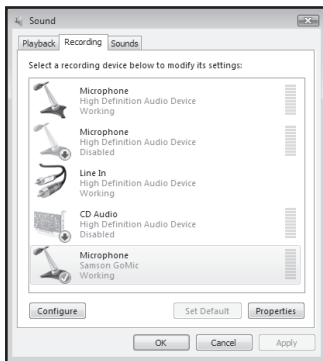 Sound
Playback Recording Sounds
Select a recording device below to modify its settings:
Microphone
High Definition Audio Device
Working
Microphone
High Definition Audio Device
Disabled
Line In
High Definition Audio Device
Working
CD Audio
High Definition Audio Device
Disabled
Microphone
Samson GoMic
Working
Configure Set Default Properties
OK Cancel Apply